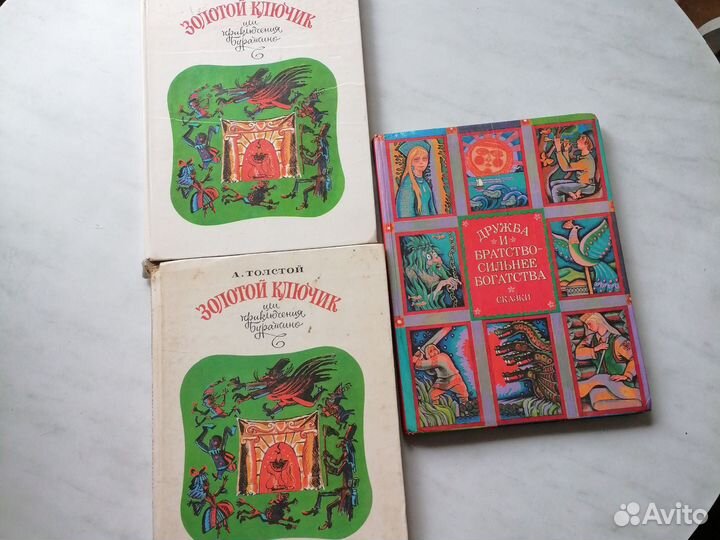 ЗОЛОТОЙ КЛЮЧИК
или
приключения
Буратино
А. ТОЛСТОЙ
ЗОЛОТОЙ КЛЮЧИК
или
приключения
Буратино
ДРУЖБА
И
БРАТСТВО-
СИЛЬНЕЕ
БОГАТСТВА
СКАЗКИ
Avito